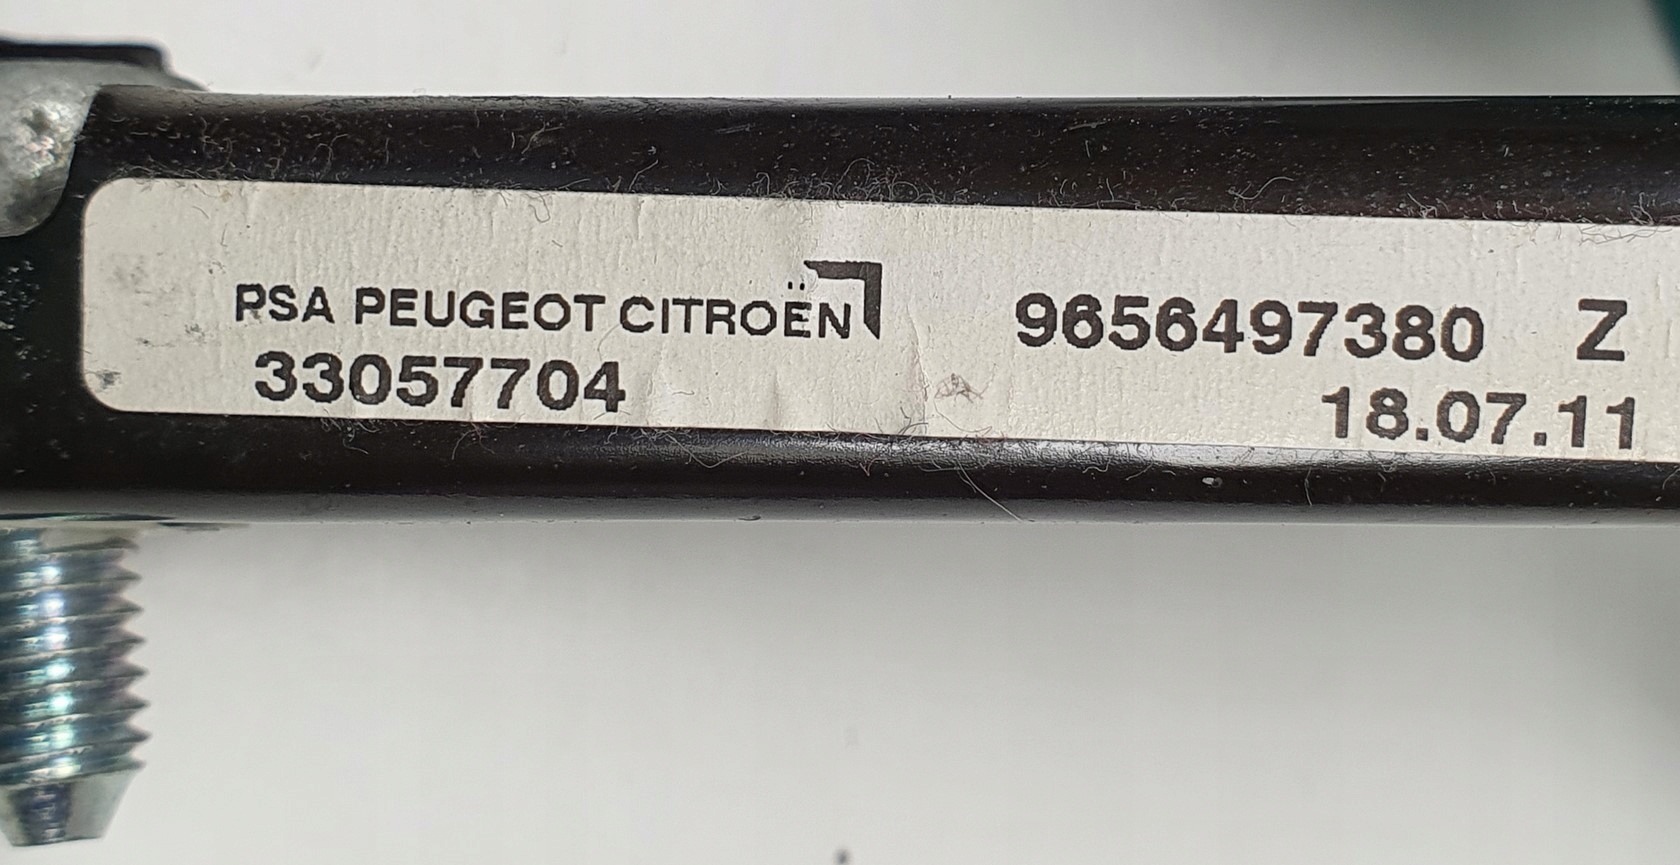 PSA PEUGEOT CITROËN 9656497380 Z
33057704 18.07.11